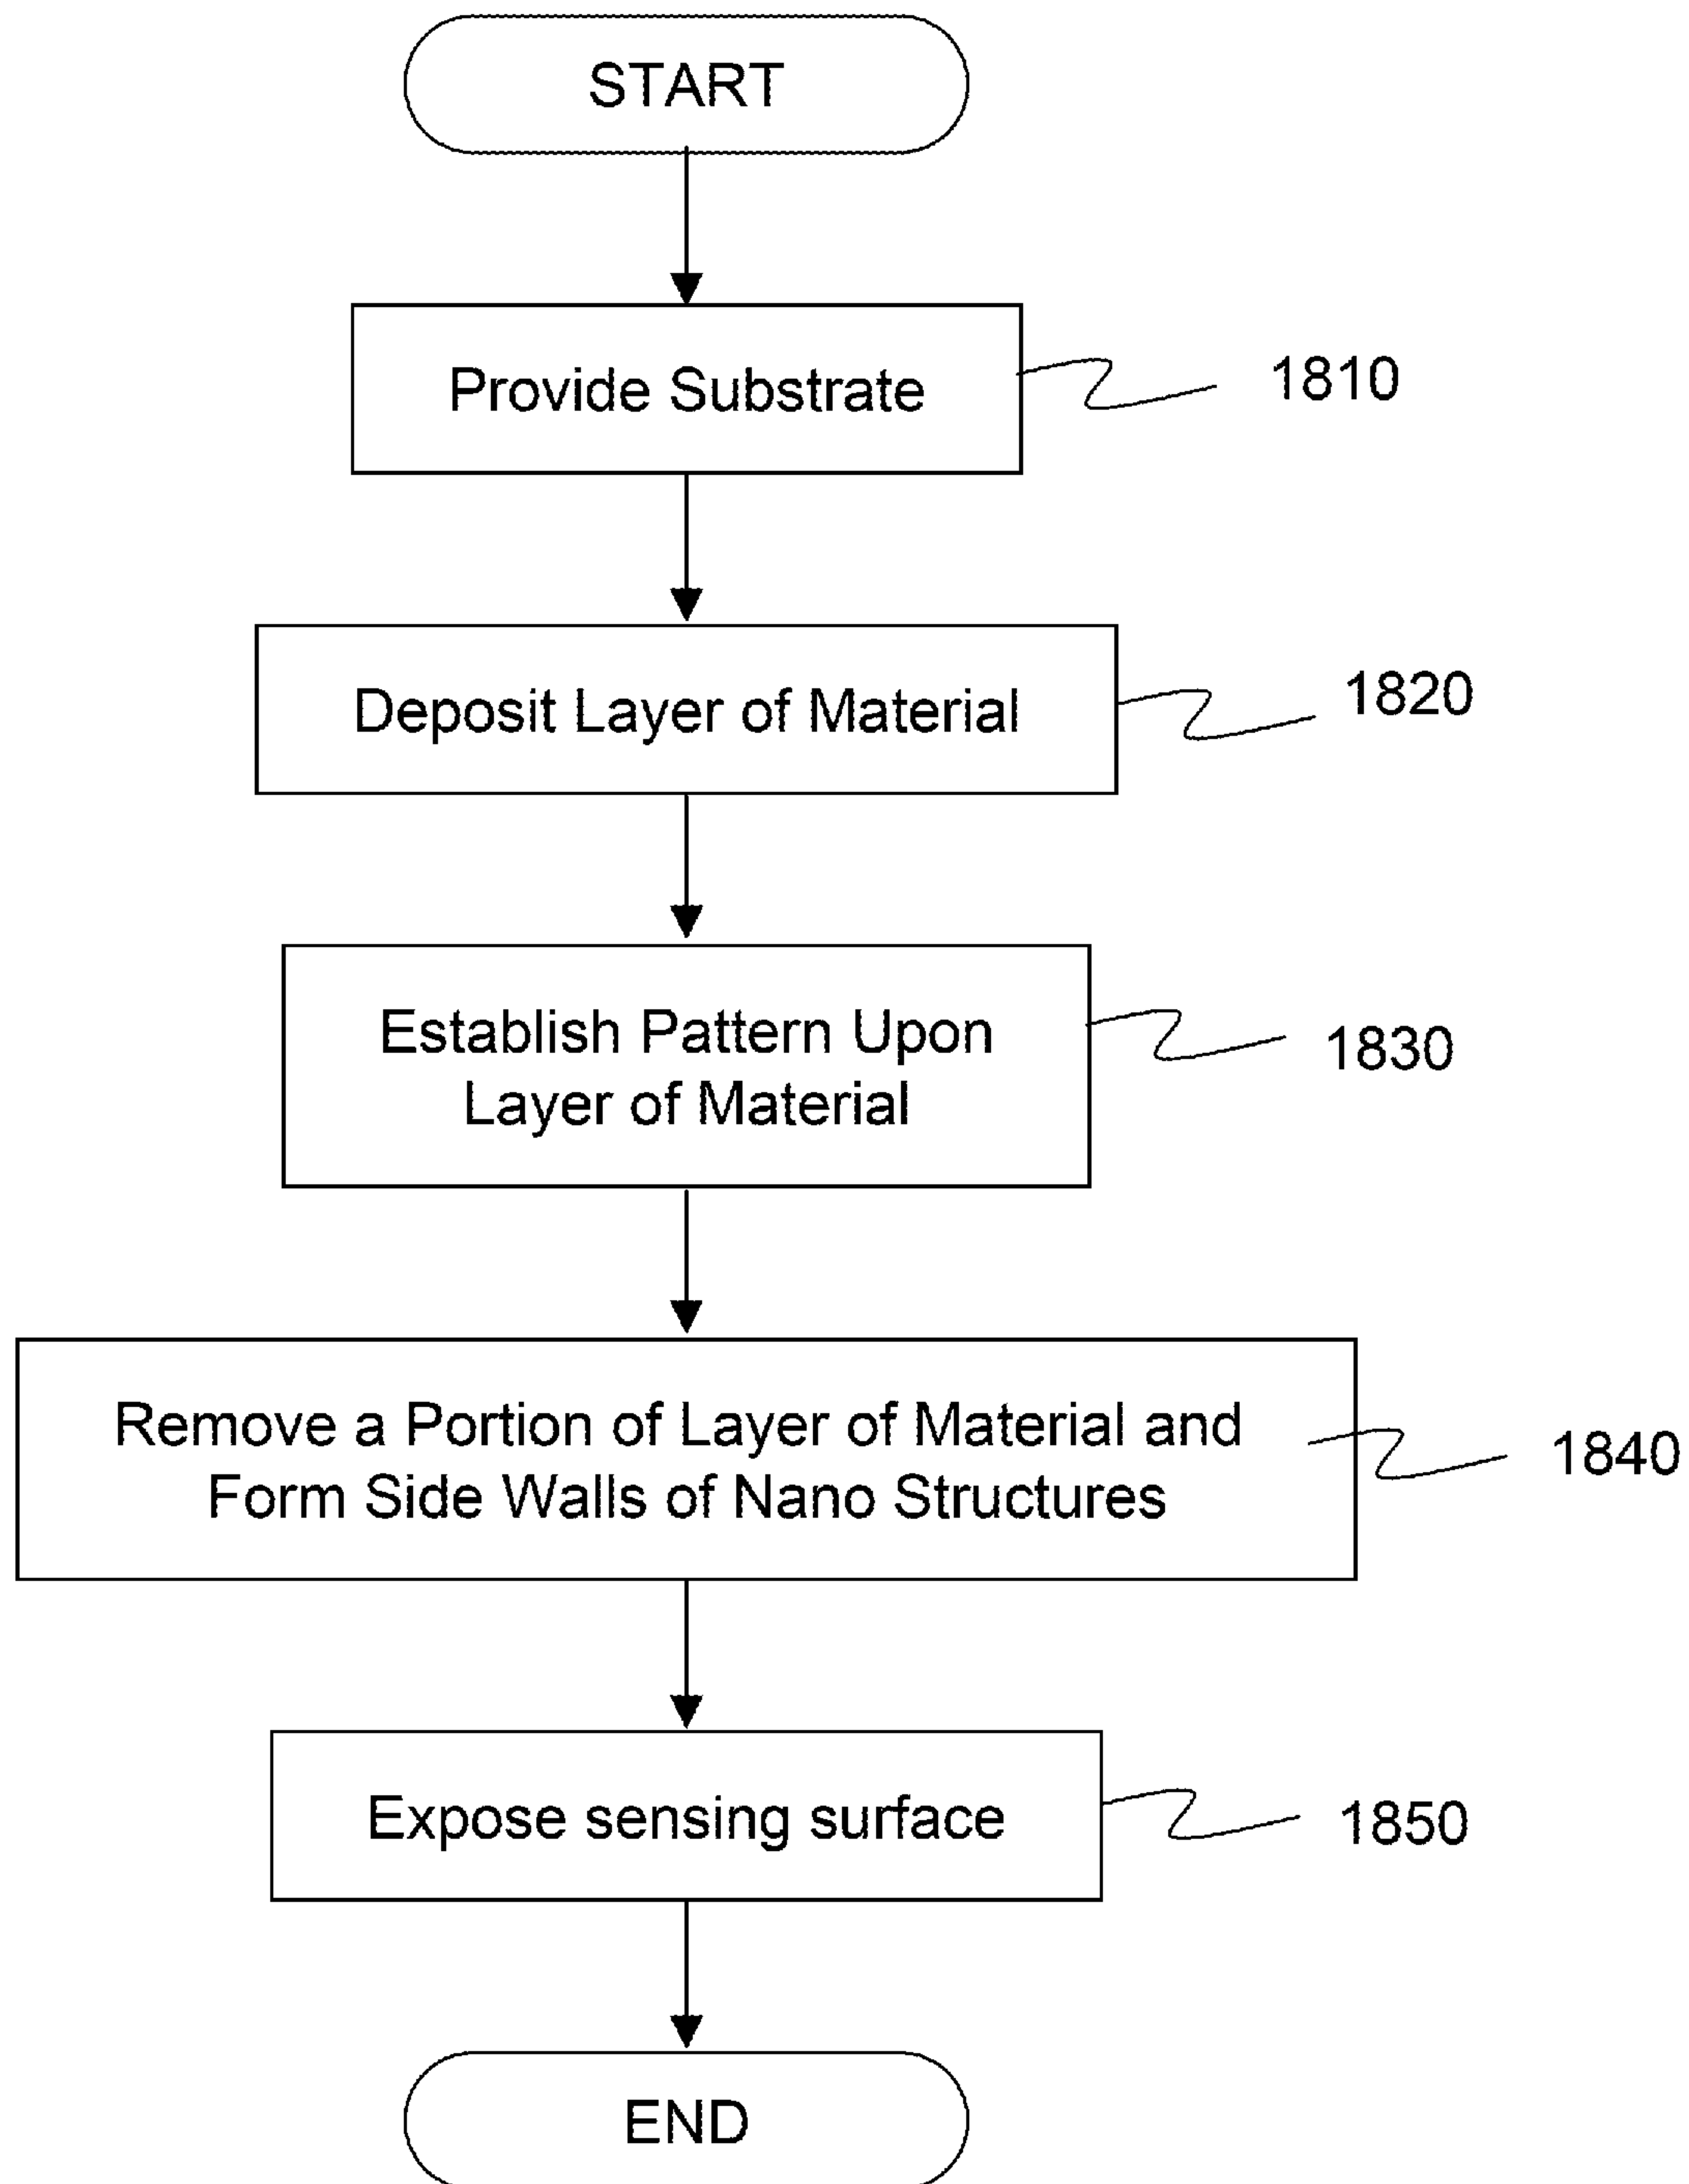 START
Provide Substrate
1810
Deposit Layer of Material
1820
Establish Pattern Upon
Layer of Material
1830
Remove a Portion of Layer of Material and
Form Side Walls of Nano Structures
1840
Expose sensing surface
1850
END